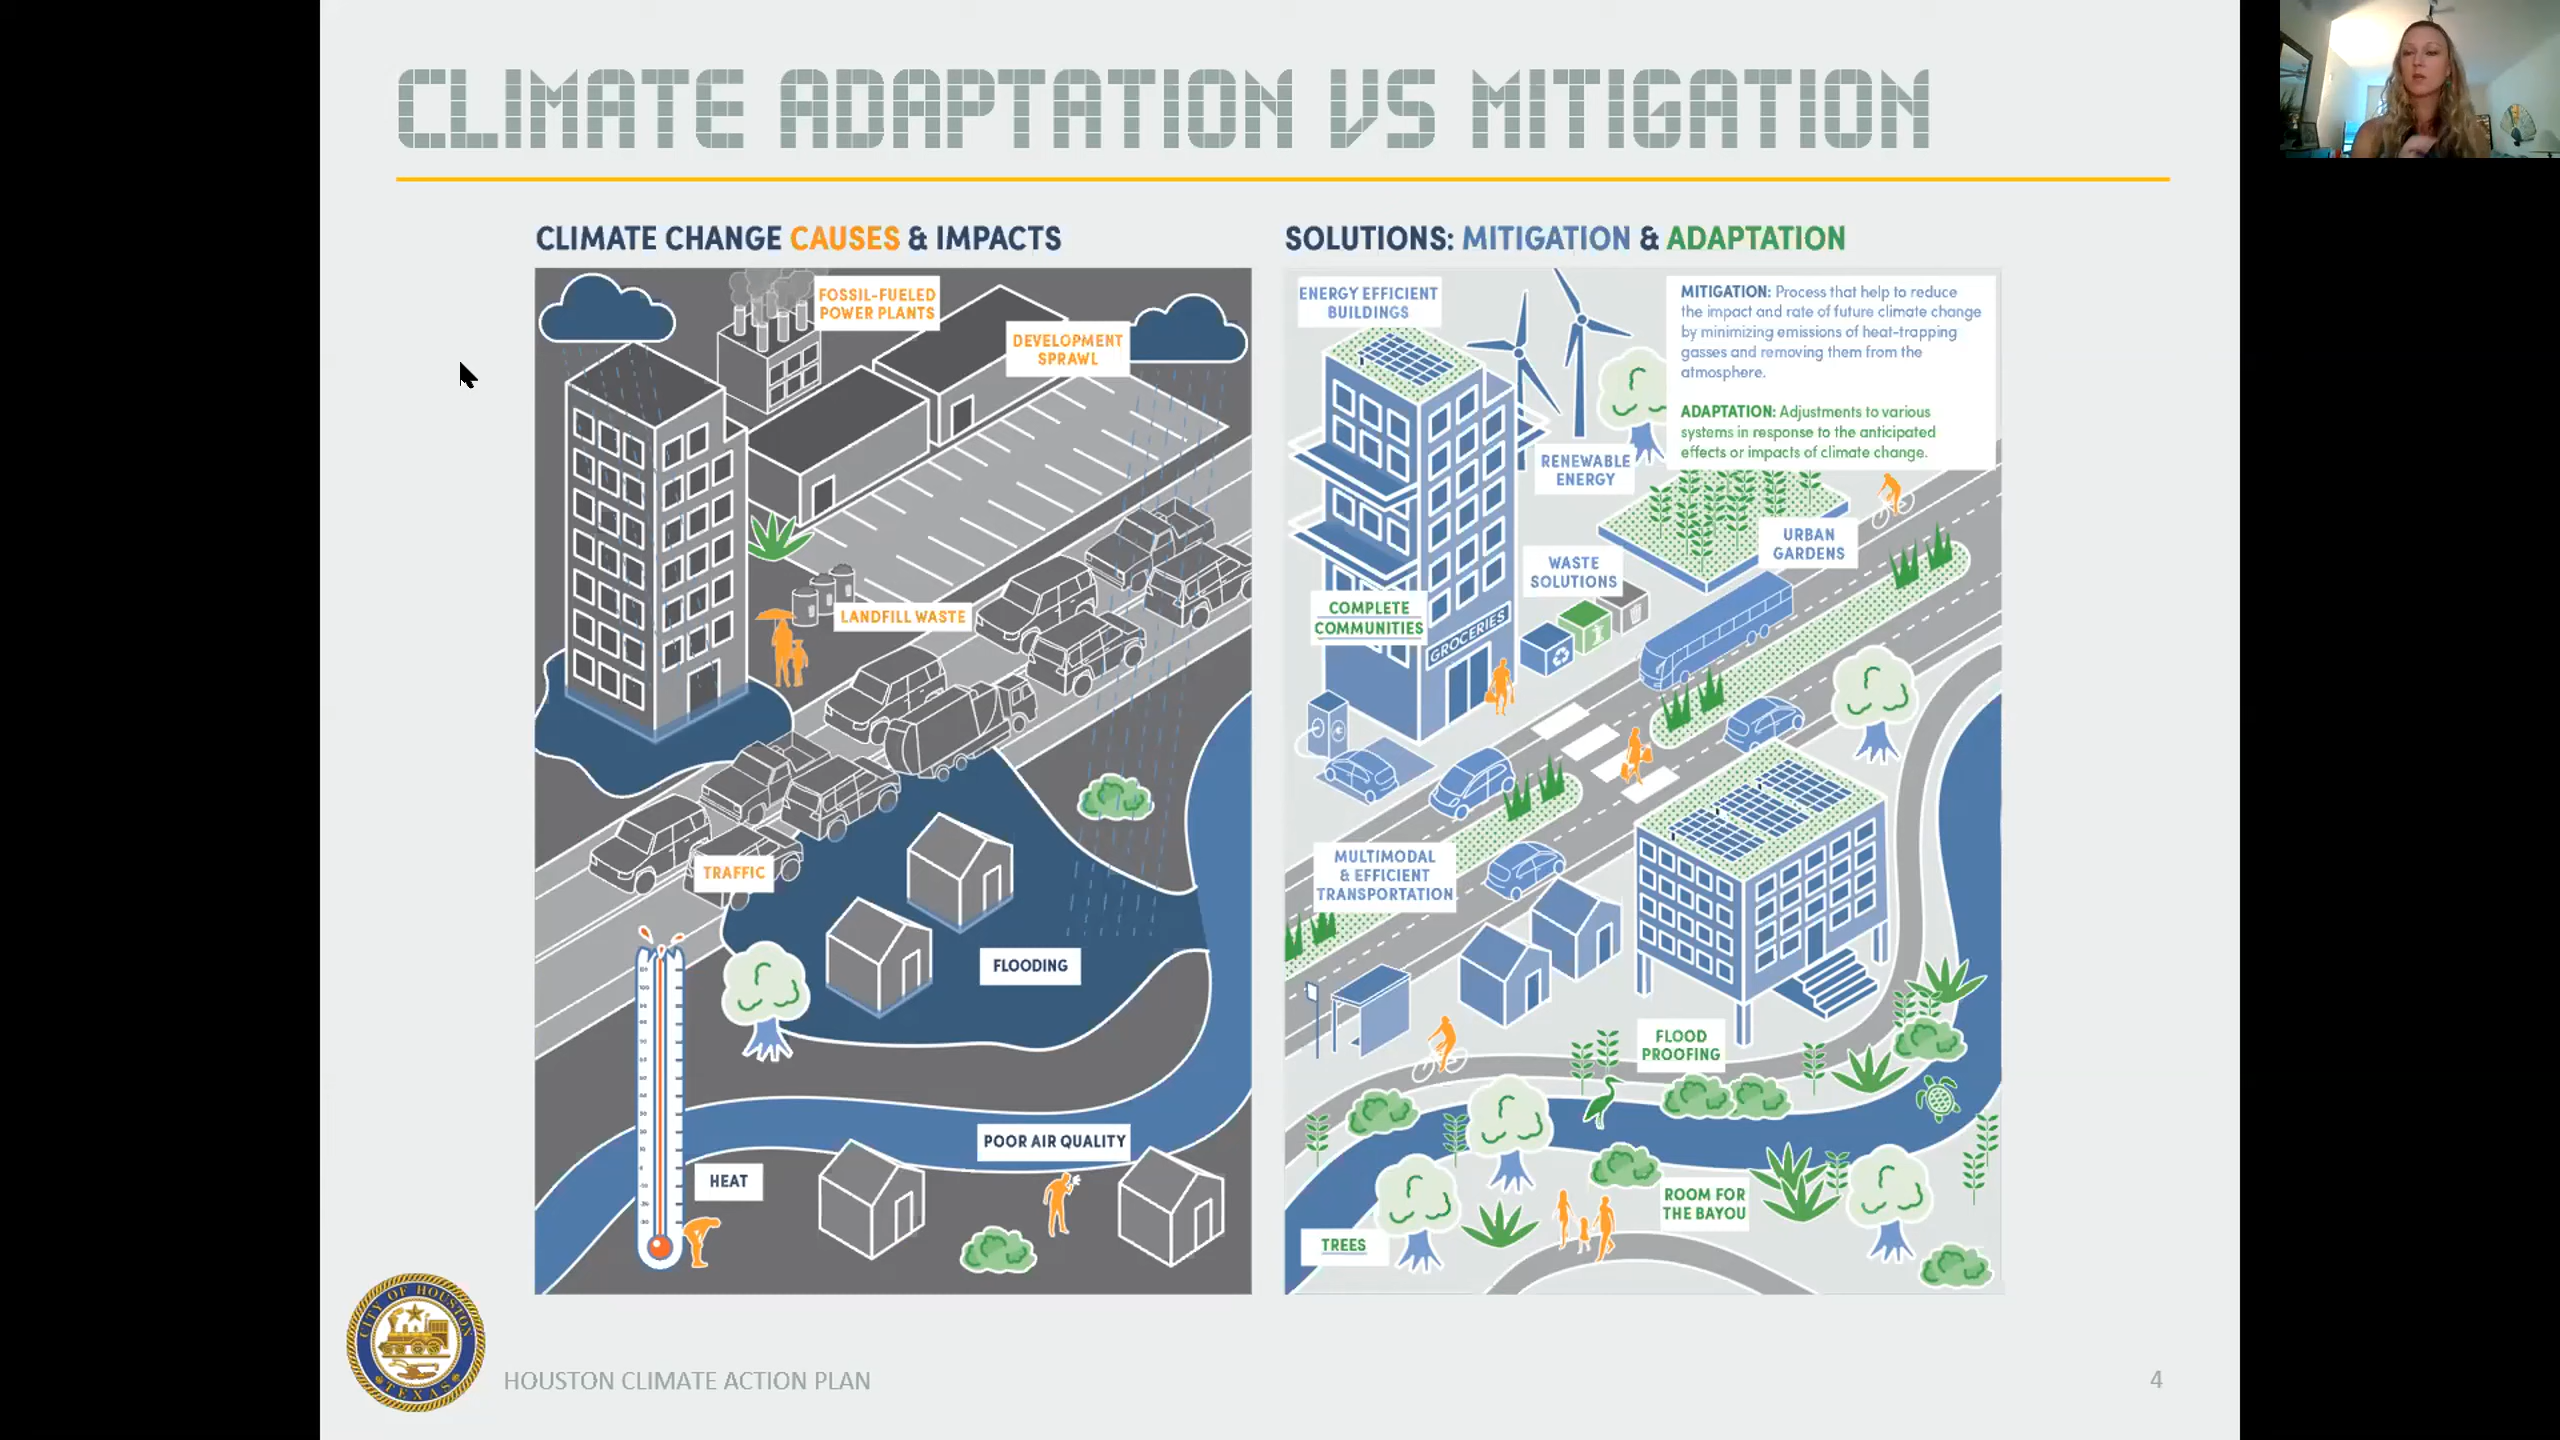 CLIMATE ADAPTATION VS MITIGATION
CLIMATE CHANGE CAUSES & IMPACTS
FOSSIL-FUELED
POWER PLANTS
DEVELOPMENT
SPRAWL
LANDFILL WASTE
TRAFFIC
FLOODING
POOR AIR QUALITY
HEAT
SOLUTIONS: MITIGATION & ADAPTATION
ENERGY EFFICIENT
BUILDINGS
MITIGATION: Process that help to reduce
the impact and rate of future climate change
by minimizing emissions of heat-trapping
gasses and removing them from the
atmosphere.
ADAPTATION: Adjustments to various
systems in response to the anticipated
effects or impacts of climate change.
RENEWABLE
ENERGY
URBAN
GARDENS
WASTE
SOLUTIONS
COMPLETE
COMMUNITIES
GROCERIES
MULTIMODAL
& EFFICIENT
TRANSPORTATION
FLOOD
PROOFING
ROOM FOR
THE BAYOU
TREES
CITY OF HOUSTON
TEXAS
HOUSTON CLIMATE ACTION PLAN
4